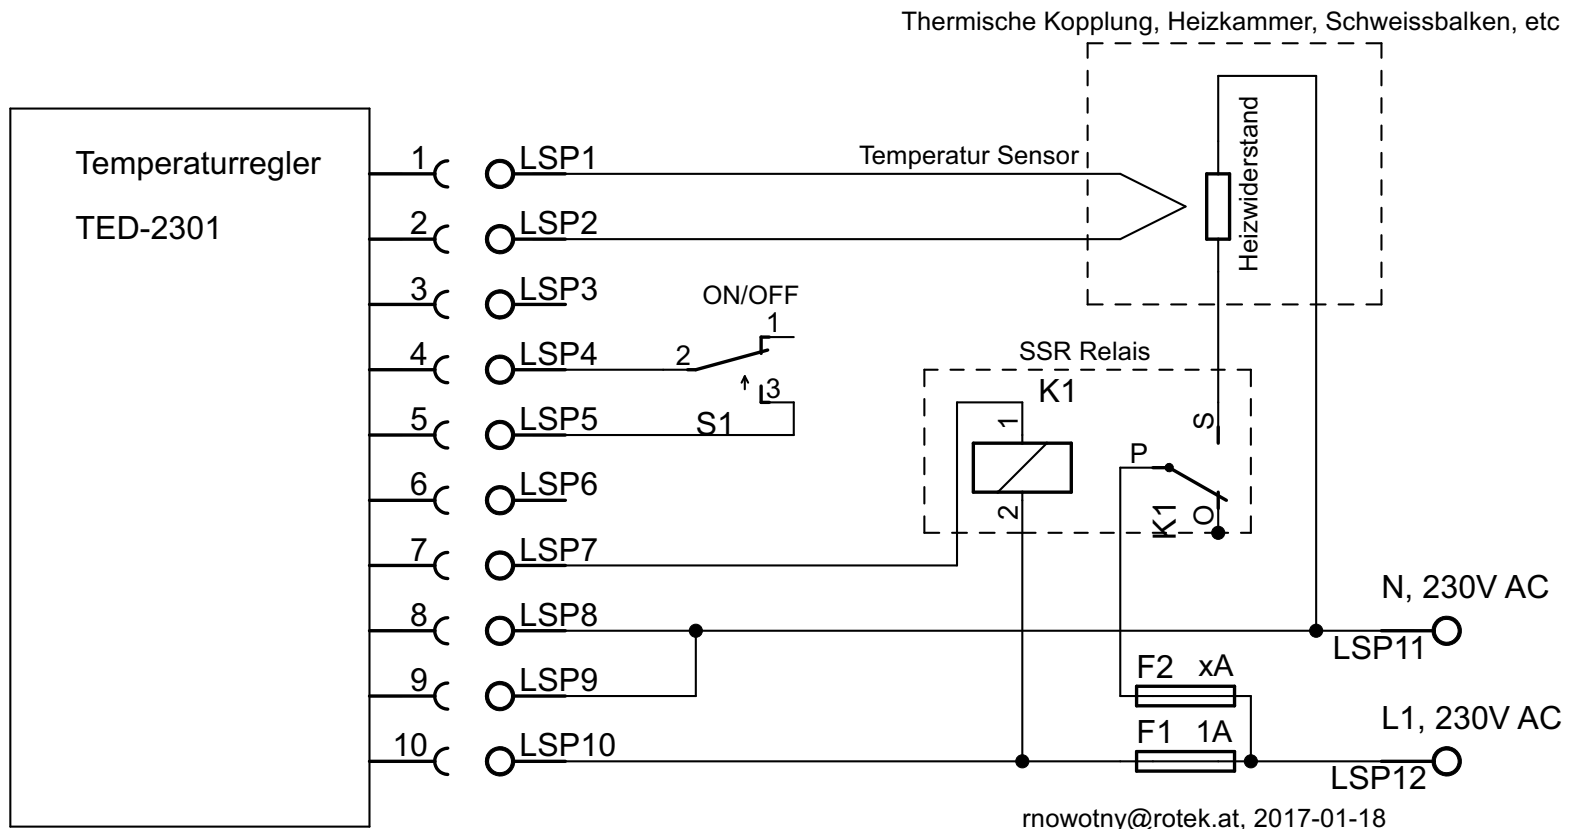 Thermische Kopplung, Heizkammer, Schweissbalken, etc
Temperaturregler
TED-2301
1 LSP1
Temperatur Sensor
Heizwiderstand
2 LSP2
3 LSP3
ON/OFF
1
4 LSP4
2
3
S1
5 LSP5
SSR Relais
K1
1
2
S
P
O
K1
6 LSP6
7 LSP7
8 LSP8
N, 230V AC
LSP11
9 LSP9
F2 xA
L1, 230V AC
10 LSP10
F1 1A
LSP12
rnowotny@rotek.at, 2017-01-18